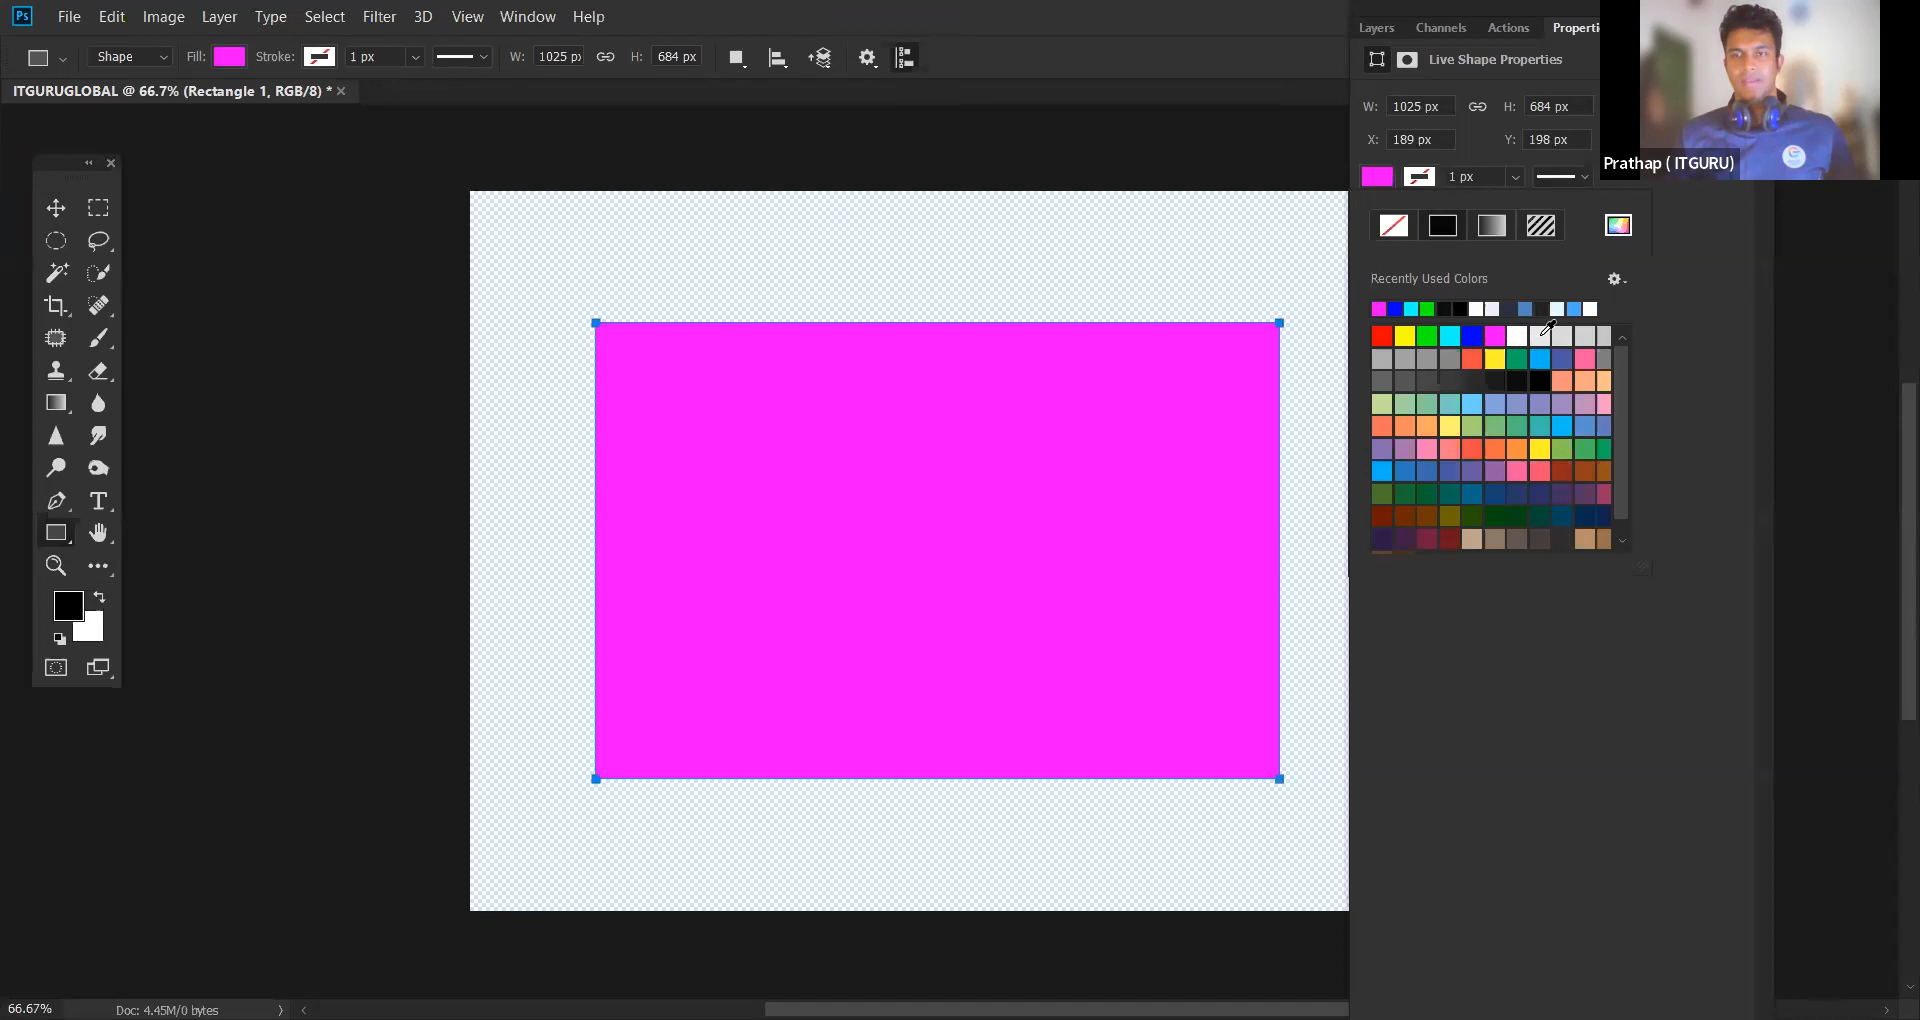 Ps File Edit Image Layer Type Select Filter 3D View Window Help
Shape Fill: Stroke: 1 px W: 1025 px H: 684 px
ITGURUGLOBAL @ 66.7% (Rectangle 1, RGB/8) *
Layers Channels Actions Properti
Live Shape Properties
W: 1025 px H: 684 px
X: 189 px Y: 198 px
1 px
Prathap ( ITGURU)
Recently Used Colors
T
66.67% Doc: 4.45M/0 bytes